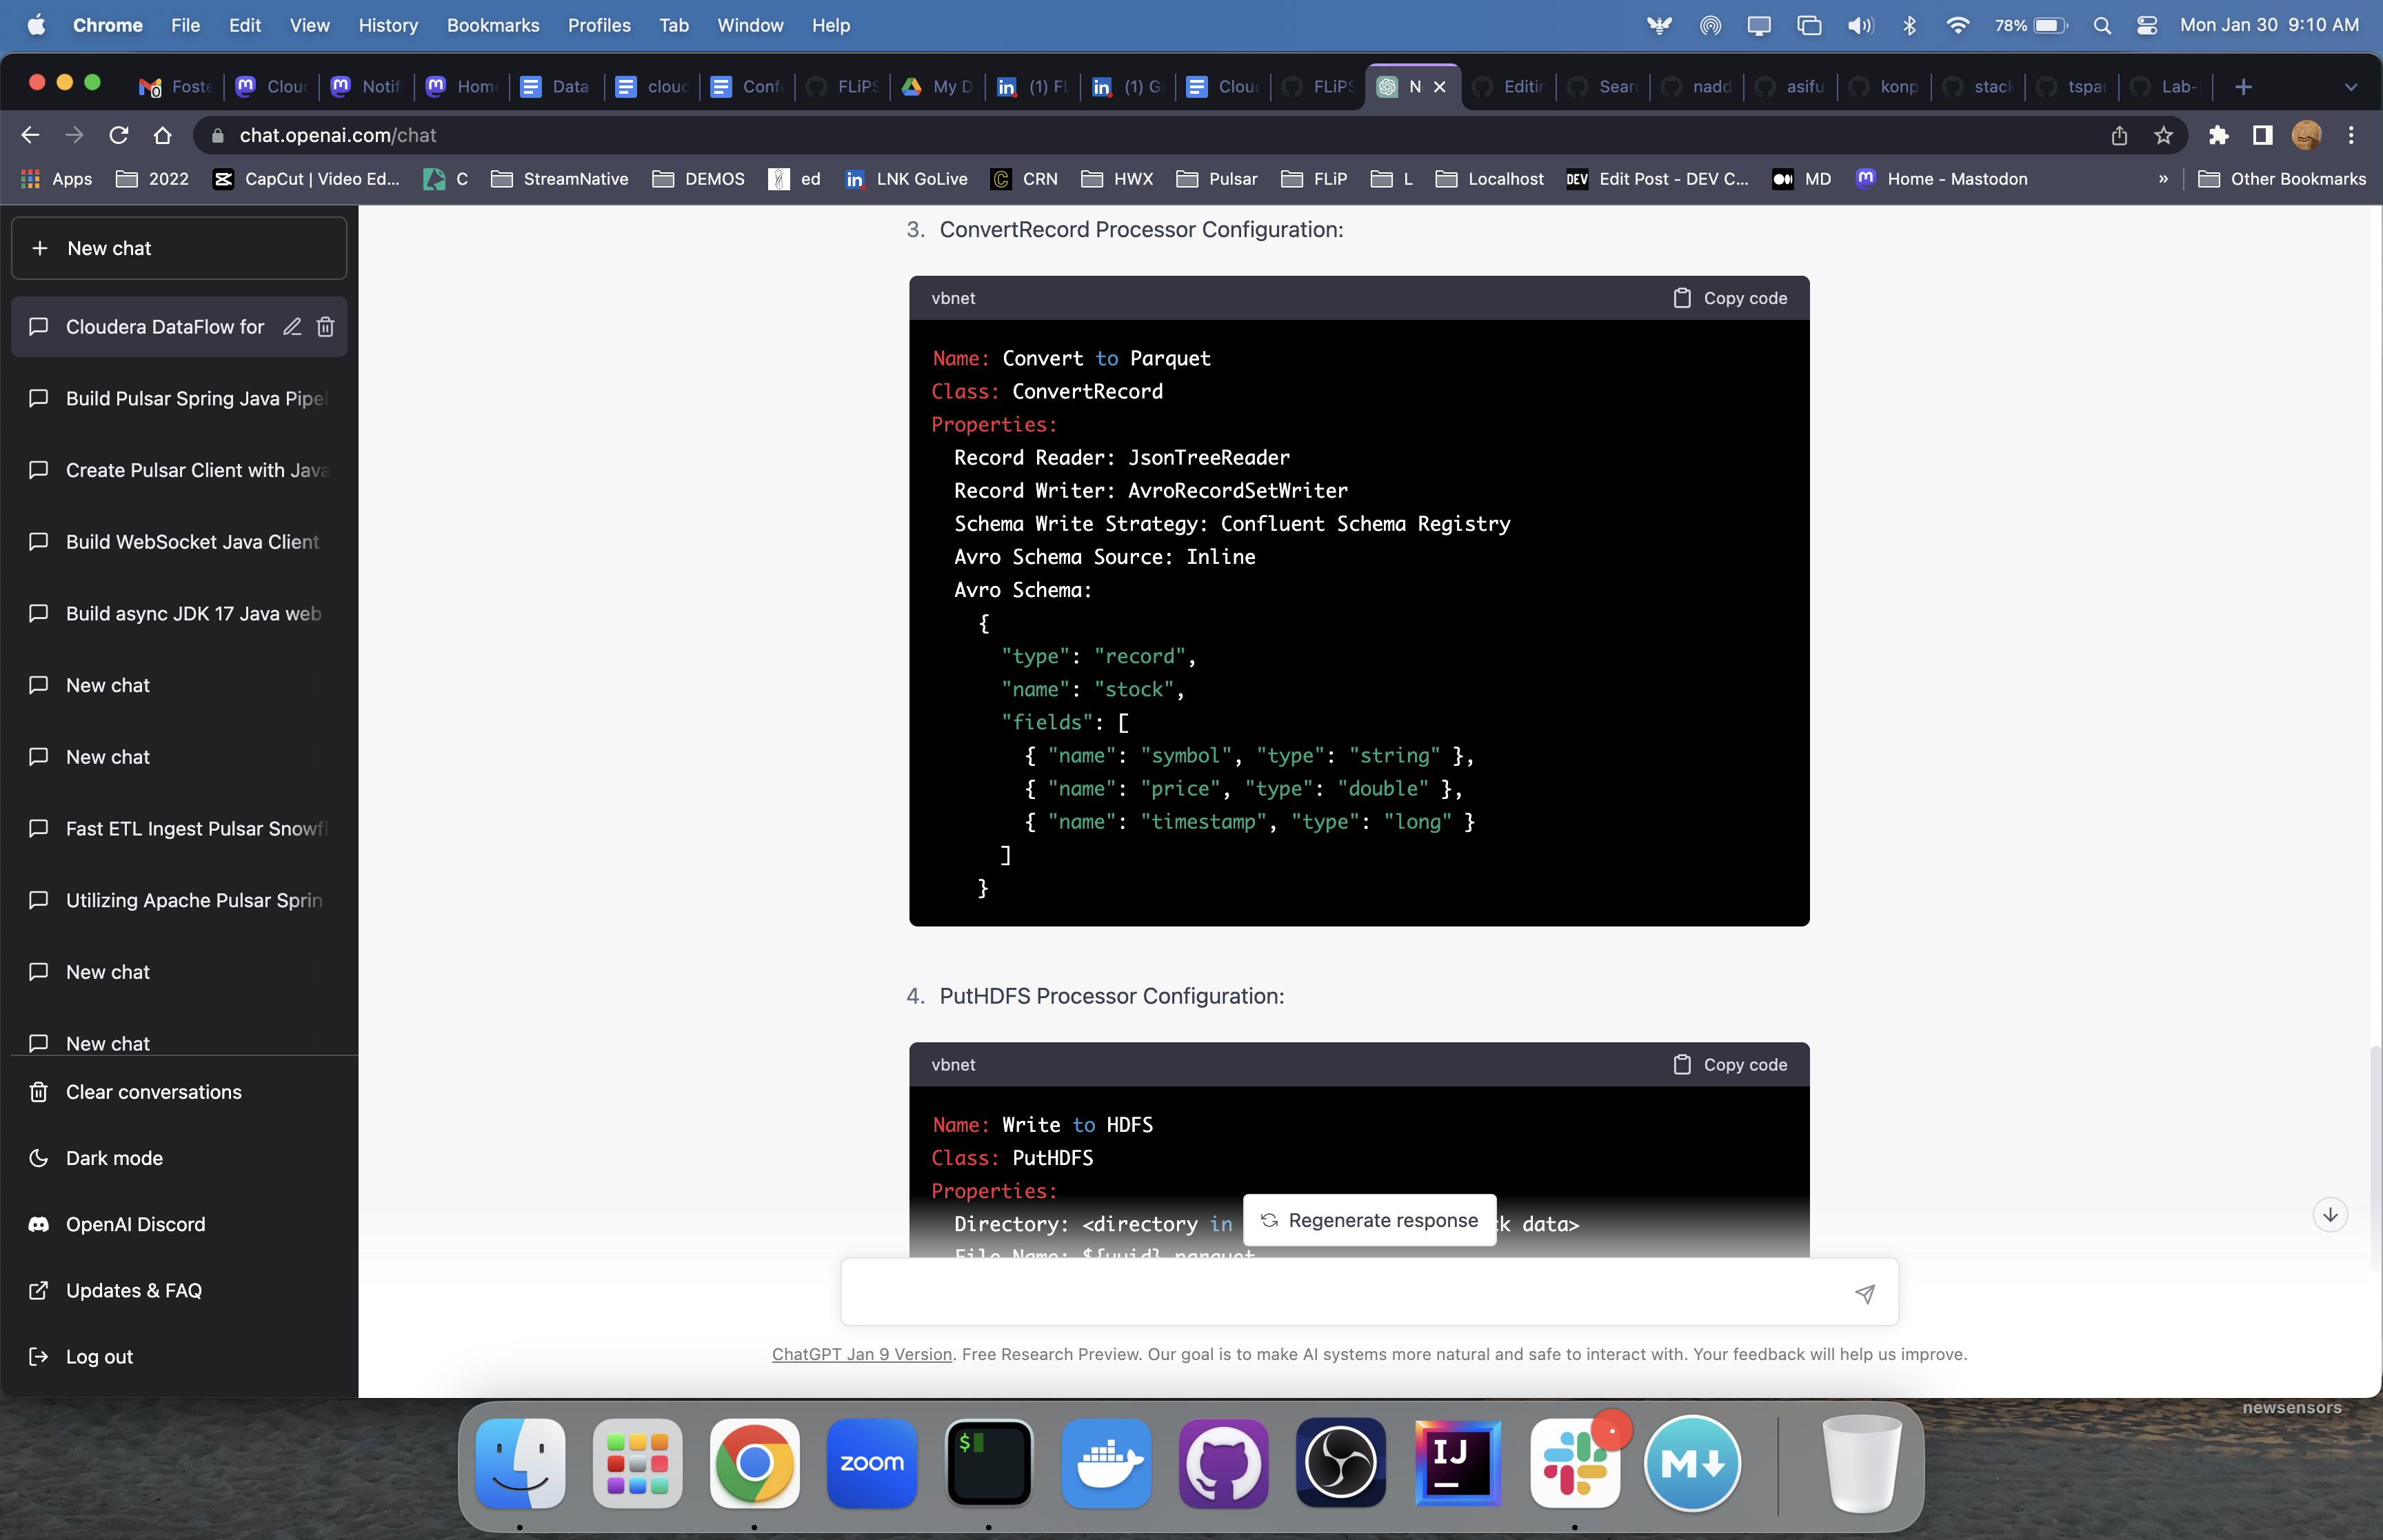 Chrome File Edit View History Bookmarks Profiles Tab Window Help 78% Mon Jan 30 9:10 AM
Foste Clou Notif Home Data cloud Conf FLiPS My D (1) FL (1) G Clou FLiPS N Editin Sear nadd asifu konp stack tspar Lab-
chat.openai.com/chat
Apps 2022 CapCut | Video Ed... C StreamNative DEMOS ed LNK GoLive CRN HWX Pulsar FLiP L Localhost DEV Edit Post - DEV C... MD Home - Mastodon » Other Bookmarks
New chat
Cloudera DataFlow for
Build Pulsar Spring Java Pipel
Create Pulsar Client with Java
Build WebSocket Java Client
Build async JDK 17 Java web
New chat
New chat
Fast ETL Ingest Pulsar Snowfl
Utilizing Apache Pulsar Sprin
New chat
New chat
Clear conversations
Dark mode
OpenAI Discord
Updates & FAQ
Log out
3. ConvertRecord Processor Configuration:
vbnet Copy code
Name: Convert to Parquet
Class: ConvertRecord
Properties:
Record Reader: JsonTreeReader
Record Writer: AvroRecordSetWriter
Schema Write Strategy: Confluent Schema Registry
Avro Schema Source: Inline
Avro Schema:
{
"type": "record",
"name": "stock",
"fields": [
{ "name": "symbol", "type": "string" },
{ "name": "price", "type": "double" },
{ "name": "timestamp", "type": "long" }
]
}
4. PutHDFS Processor Configuration:
vbnet Copy code
Name: Write to HDFS
Class: PutHDFS
Properties:
Directory: <directory in ck data>
Regenerate response
File Name: ${uuid}.parquet
ChatGPT Jan 9 Version. Free Research Preview. Our goal is to make AI systems more natural and safe to interact with. Your feedback will help us improve.
newsensors
zoom
$
IJ
M